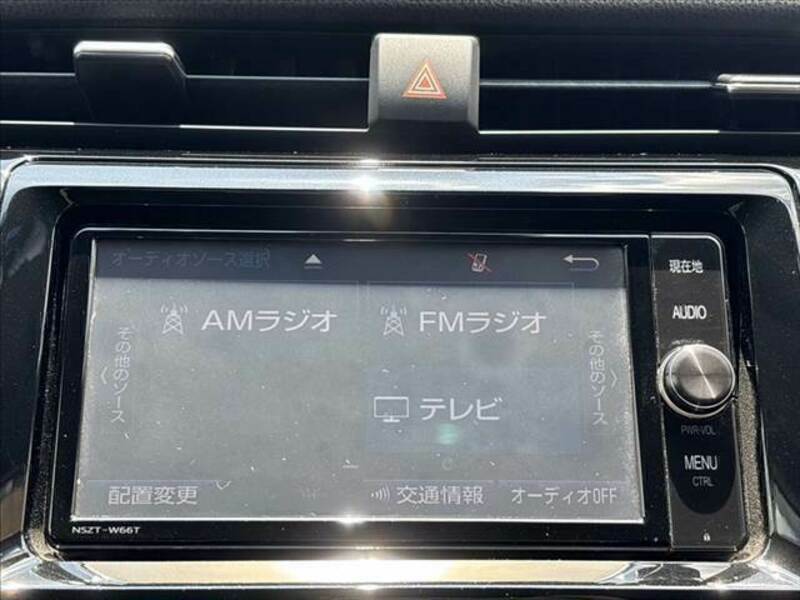 オーディオソース選択
現在地
AUDIO
AMラジオ
FMラジオ
その他のソース
その他のソース
テレビ
PWR·VOL
MENU
CTRL
配置変更
交通情報
オーディオOFF
NSZT-W66T